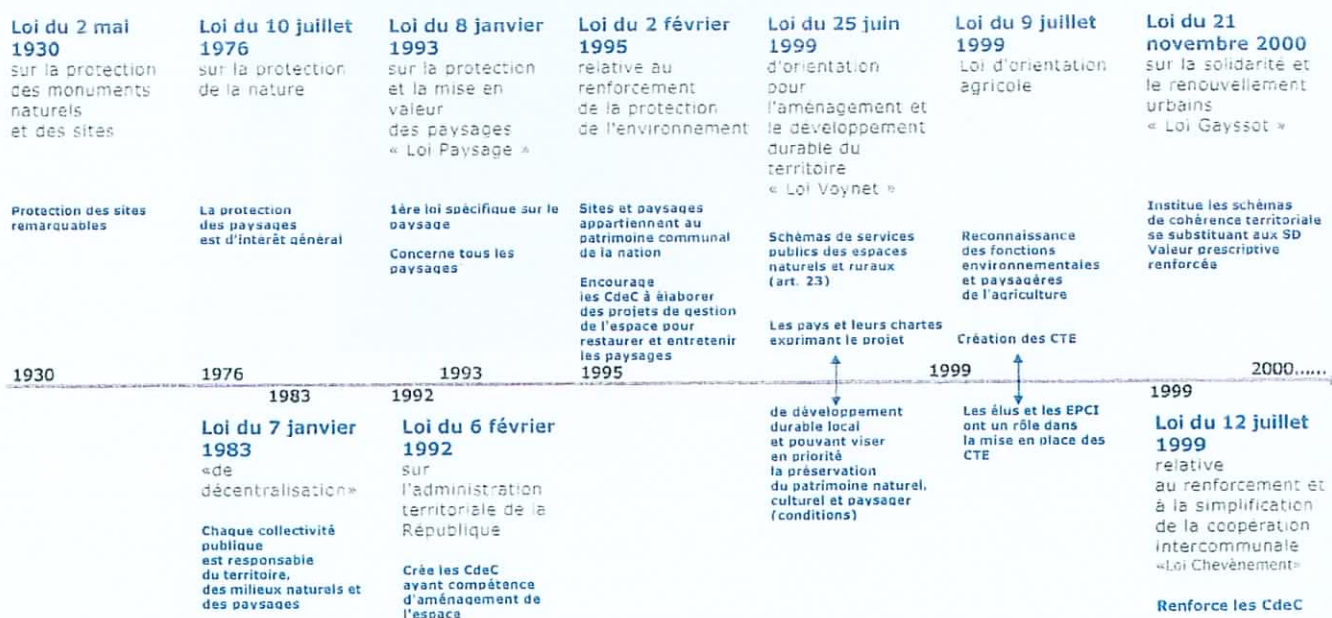 Loi du 2 mai
1930
sur la protection
des monuments
naturels
et des sites
Protection des sites
remarquables
Loi du 10 juillet
1976
sur la protection
de la nature
La protection
des paysages
est d'intérêt général
Loi du 8 janvier
1993
sur la protection
et la mise en
valeur
des paysages
« Loi Paysage »
1ère loi spécifique sur le
paysage
Concerne tous les
paysages
Loi du 2 février
1995
relative au
renforcement
de la protection
de l'environnement
Sites et paysages
appartiennent au
patrimoine communal
de la nation
Encourage
les CdeC à élaborer
des projets de gestion
de l'espace pour
restaurer et entretenir
les paysages
Loi du 25 juin
1999
d'orientation
pour
l'aménagement et
le développement
durable du
territoire
« Loi Voynet »
Schémas de services
publics des espaces
naturels et ruraux
(art. 23)
Les pays et leurs chartes
exprimant le projet
Loi du 9 juillet
1999
Loi d'orientation
agricole
Reconnaissance
des fonctions
environnementales
et paysagères
de l'agriculture
Création des CTE
Loi du 21
novembre 2000
sur la solidarité et
le renouvellement
urbains
« Loi Gayssot »
Institue les schémas
de cohérence territoriale
se substituant aux SD
Valeur prescriptive
renforcée
1930 1976 1993 1995 1999 2000......
1983 1992 1999
Loi du 7 janvier
1983
«de
décentralisation»
Chaque collectivité
publique
est responsable
du territoire,
des milieux naturels et
des paysages
Loi du 6 février
1992
sur
l'administration
territoriale de la
République
Crée les CdeC
ayant compétence
d'aménagement de
l'espace
de développement
durable local
et pouvant viser
en priorité
la préservation
du patrimoine naturel,
culturel et paysager
(conditions)
Les élus et les EPCI
ont un rôle dans
la mise en place des
CTE
Loi du 12 juillet
1999
relative
au renforcement et
à la simplification
de la coopération
intercommunale
«Loi Chevènement»
Renforce les CdeC